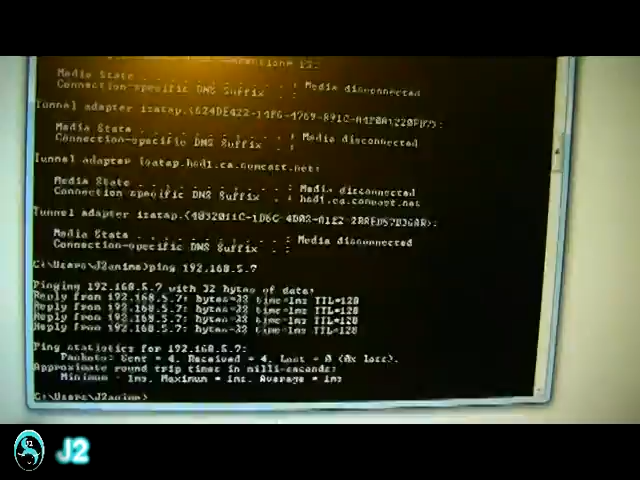 Media State . . . . . . . . . . . : Media disconnected
Connection-specific DNS Suffix . :
Tunnel adapter isatap.
Media State . . . . . . . . . . . : Media disconnected
Connection-specific DNS Suffix . :
Tunnel adapter isatap.hsd1.ca.comcast.net:
Media State . . . . . . . . . . . : Media disconnected
Connection-specific DNS Suffix . : hsd1.ca.comcast.net
Tunnel adapter isatap.
Media State . . . . . . . . . . . : Media disconnected
Connection-specific DNS Suffix . :
C:\Users\J2anime>ping 192.168.5.7
Pinging 192.168.5.7 with 32 bytes of data:
Reply from 192.168.5.7: bytes=32 time=1ms TTL=128
Reply from 192.168.5.7: bytes=32 time=1ms TTL=128
Reply from 192.168.5.7: bytes=32 time=1ms TTL=128
Reply from 192.168.5.7: bytes=32 time=1ms TTL=128
Ping statistics for 192.168.5.7:
Packets: Sent = 4, Received = 4, Lost = 0 (0% loss),
Approximate round trip times in milli-seconds:
Minimum = 1ms, Maximum = 1ms, Average = 1ms
C:\Users\J2anime>
J2